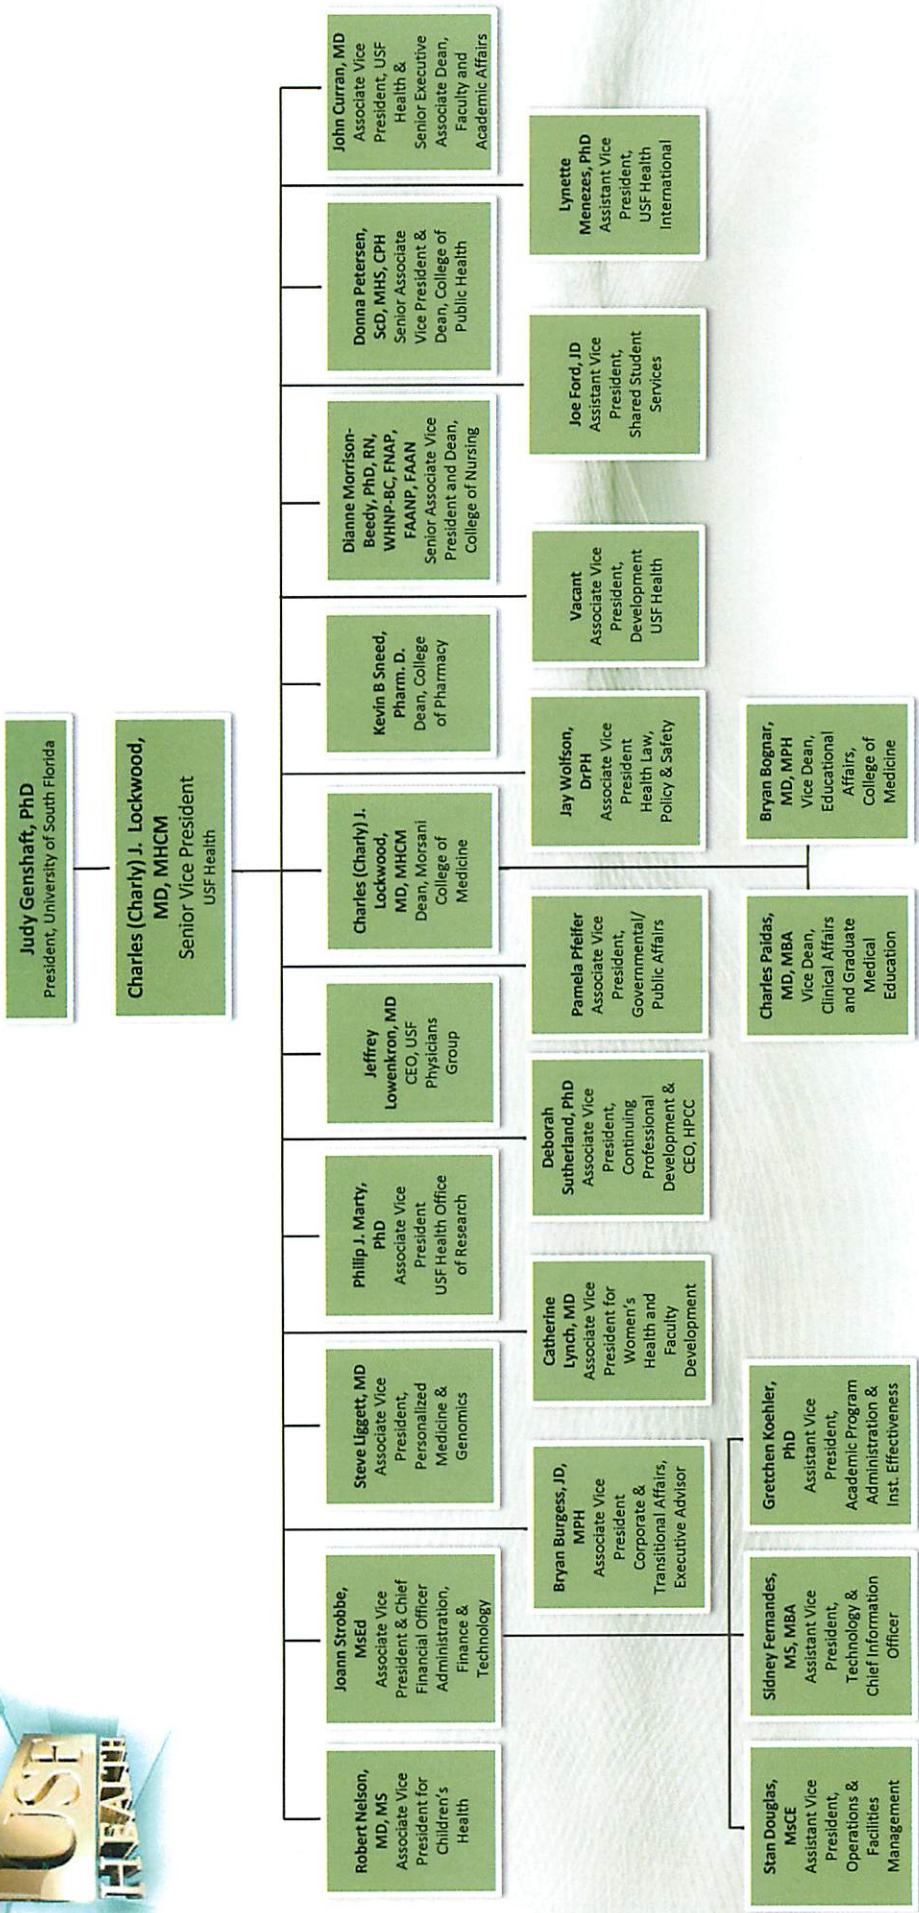 USF
HEALTH
Judy Genshaft, PhD
President, University of South Florida
Charles (Charly) J. Lockwood,
MD, MHCM
Senior Vice President
USF Health
Robert Nelson,
MD, MS
Associate Vice
President for
Children's
Health
Joann Strobbe,
MsEd
Associate Vice
President & Chief
Financial Officer
Administration,
Finance &
Technology
Steve Liggett, MD
Associate Vice
President,
Personalized
Medicine &
Genomics
Philip J. Marty,
PhD
Associate Vice
President
USF Health Office
of Research
Jeffrey
Lowenkron, MD
CEO, USF
Physicians
Group
Charles (Charly) J.
Lockwood,
MD, MHCM
Dean, Morsani
College of
Medicine
Kevin B Sneed,
Pharm. D.
Dean, College
of Pharmacy
Dianne Morrison-
Beedy, PhD, RN,
WHNP-BC, FNAP,
FAANP, FAAN
Senior Associate Vice
President and Dean,
College of Nursing
Donna Petersen,
ScD, MHS, CPH
Senior Associate
Vice President &
Dean, College of
Public Health
John Curran, MD
Associate Vice
President, USF
Health &
Senior Executive
Associate Dean,
Faculty and
Academic Affairs
Bryan Burgess, JD,
MPH
Associate Vice
President
Corporate &
Transitional Affairs,
Executive Advisor
Catherine
Lynch, MD
Associate Vice
President for
Women's
Health and
Faculty
Development
Deborah
Sutherland, PhD
Associate Vice
President,
Continuing
Professional
Development &
CEO, HPCC
Pamela Pfeifer
Associate Vice
President,
Governmental/
Public Affairs
Jay Wolfson,
DrPH
Associate Vice
President
Health Law,
Policy & Safety
Vacant
Associate Vice
President,
Development
USF Health
Joe Ford, JD
Assistant Vice
President,
Shared Student
Services
Lynette
Menezes, PhD
Assistant Vice
President,
USF Health
International
Stan Douglas,
MsCE
Assistant Vice
President,
Operations &
Facilities
Management
Sidney Fernandes,
MS, MBA
Assistant Vice
President,
Technology &
Chief Information
Officer
Gretchen Koehler,
PhD
Assistant Vice
President,
Academic Program
Administration &
Inst. Effectiveness
Charles Paidas,
MD, MBA
Vice Dean,
Clinical Affairs
and Graduate
Medical
Education
Bryan Bognar,
MD, MPH
Vice Dean,
Educational
Affairs,
College of
Medicine